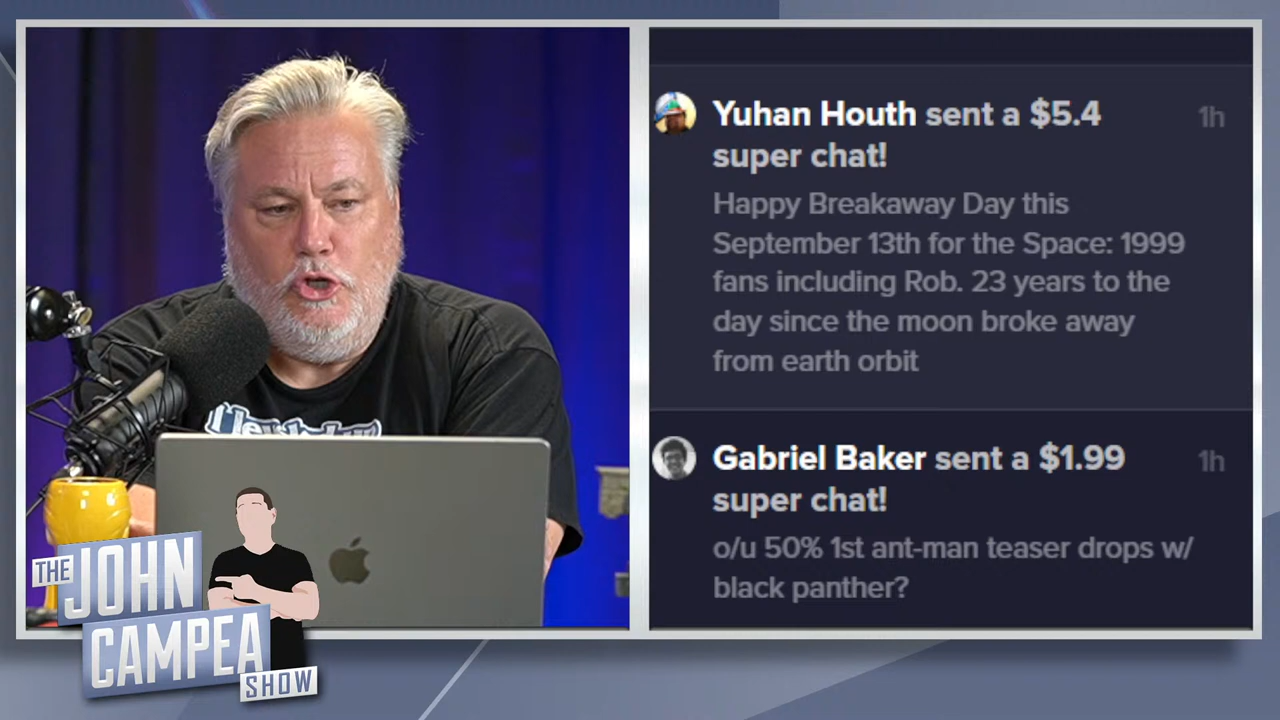 Yuhan Houth sent a $5.4 1h
super chat!
Happy Breakaway Day this
September 13th for the Space: 1999
fans including Rob. 23 years to the
day since the moon broke away
from earth orbit
Gabriel Baker sent a $1.99 1h
super chat!
o/u 50% 1st ant-man teaser drops w/
black panther?
THE JOHN
CAMPEA
SHOW